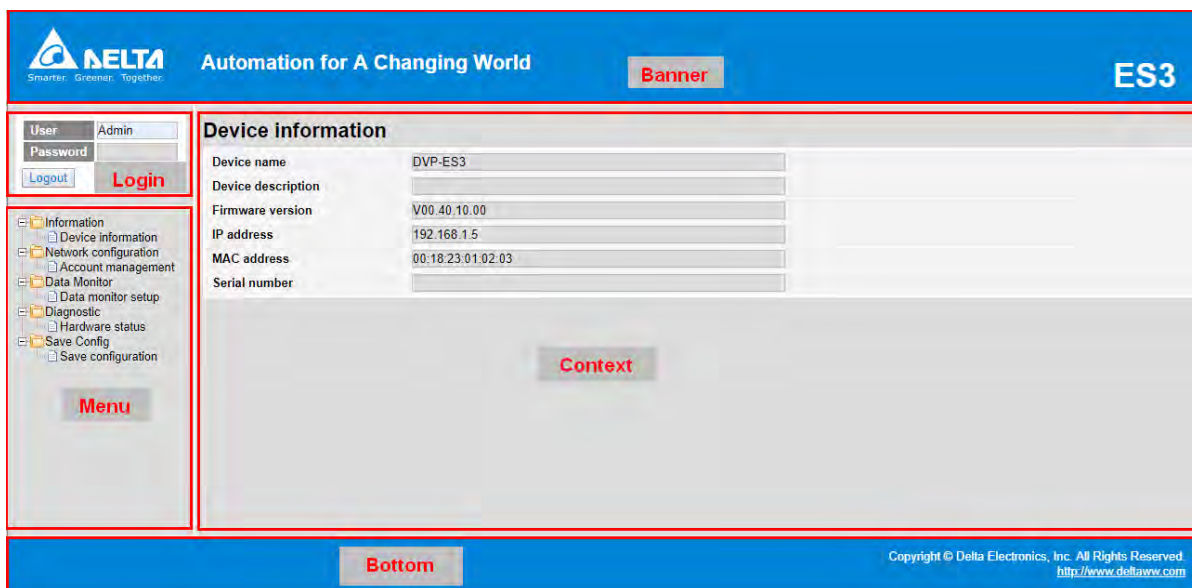 DELTA
Smarter. Greener. Together.
Automation for A Changing World
Banner
ES3
User Admin
Password
Logout
Login
Information
Device information
Network configuration
Account management
Data Monitor
Data monitor setup
Diagnostic
Hardware status
Save Config
Save configuration
Menu
Device information
Device name DVP-ES3
Device description
Firmware version V00.40.10.00
IP address 192.168.1.5
MAC address 00:18:23:01:02:03
Serial number
Context
Bottom
Copyright © Delta Electronics, Inc. All Rights Reserved.
http://www.deltaww.com